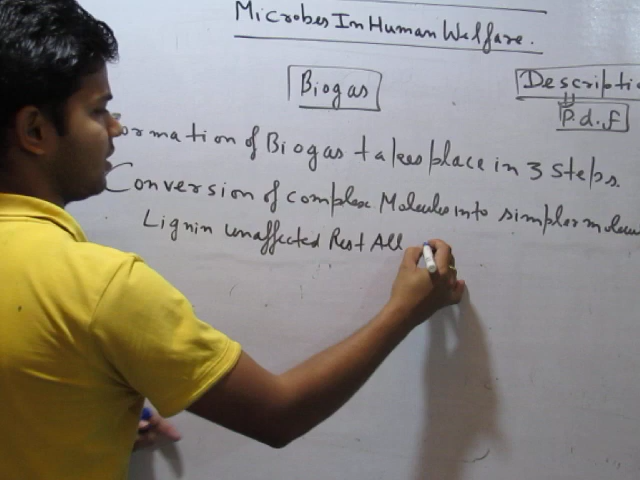 Microbes In Human Welfare.
Biogas
Descriptio
P.d.f
ormation of Biogas takes place in 3 steps.
Conversion of complex Molecules into simpler molecu
Lignin unaffected Rest All